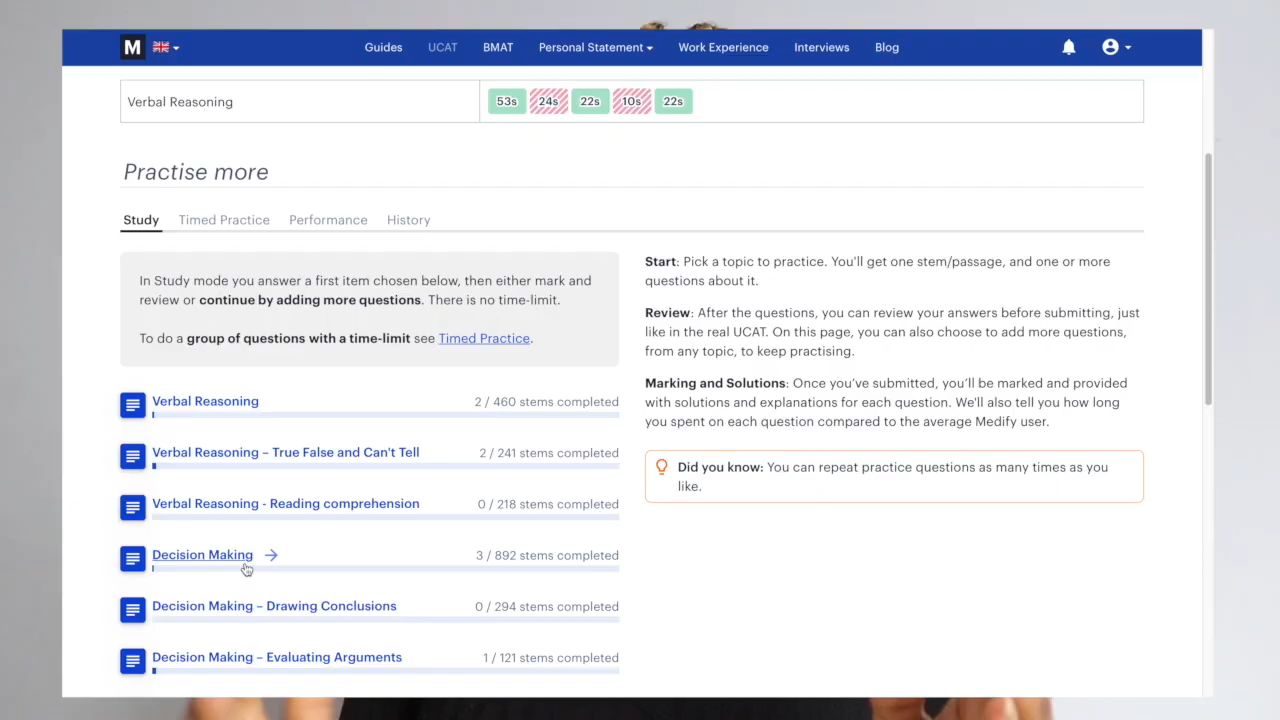 M Guides UCAT BMAT Personal Statement Work Experience Interviews Blog
Verbal Reasoning 53s 24s 22s 10s 22s
Practise more
Study Timed Practice Performance History
In Study mode you answer a first item chosen below, then either mark and
review or continue by adding more questions. There is no time-limit.
To do a group of questions with a time-limit see Timed Practice.
Verbal Reasoning 2 / 460 stems completed
Verbal Reasoning – True False and Can't Tell 2 / 241 stems completed
Verbal Reasoning - Reading comprehension 0 / 218 stems completed
Decision Making → 3 / 892 stems completed
Decision Making – Drawing Conclusions 0 / 294 stems completed
Decision Making – Evaluating Arguments 1 / 121 stems completed
Start: Pick a topic to practice. You'll get one stem/passage, and one or more
questions about it.
Review: After the questions, you can review your answers before submitting, just
like in the real UCAT. On this page, you can also choose to add more questions,
from any topic, to keep practising.
Marking and Solutions: Once you've submitted, you'll be marked and provided
with solutions and explanations for each question. We'll also tell you how long
you spent on each question compared to the average Medify user.
Did you know: You can repeat practice questions as many times as you
like.